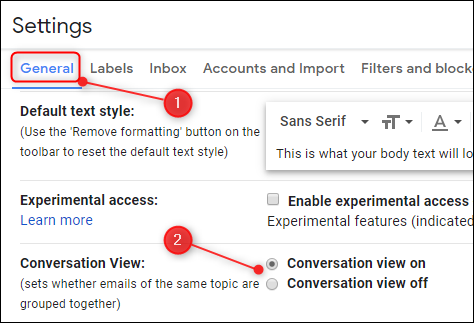 Settings
General Labels Inbox Accounts and Import Filters and blocke
1
Default text style:
(Use the 'Remove formatting' button on the
toolbar to reset the default text style)
Sans Serif
A
This is what your body text will lo
Experimental access:
Learn more
Enable experimental access
Experimental features (indicated
2
Conversation View:
(sets whether emails of the same topic are
grouped together)
Conversation view on
Conversation view off